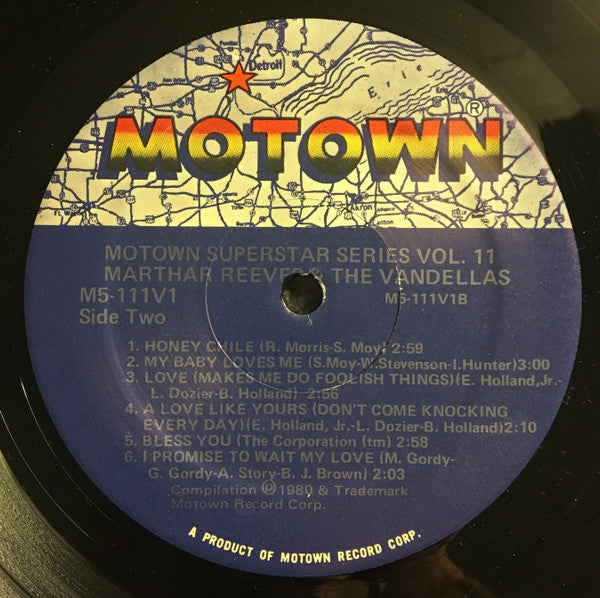 Detroit
Erie
MOTOWN®
Akron
MOTOWN SUPERSTAR SERIES VOL. 11
MARTHAR REEVES & THE VANDELLAS
M5-111V1 M5-111V1B
Side Two
1. HONEY CHILE (R. Morris-S. Moy) 2:59
2. MY BABY LOVES ME (S.Moy-W.Stevenson-I.Hunter) 3:00
3. LOVE (MAKES ME DO FOOLISH THINGS)(E. Holland,Jr.-
L. Dozier-B. Holland) 2:56
4. A LOVE LIKE YOURS (DON'T COME KNOCKING
EVERY DAY)(E. Holland, Jr.-L. Dozier-B. Holland) 2:10
5. BLESS YOU (The Corporation (tm) 2:58
6. I PROMISE TO WAIT MY LOVE (M. Gordy-
G. Gordy-A. Story-B. J. Brown) 2:03
Compilation ℗ 1980 & Trademark
Motown Record Corp.
A PRODUCT OF MOTOWN RECORD CORP.